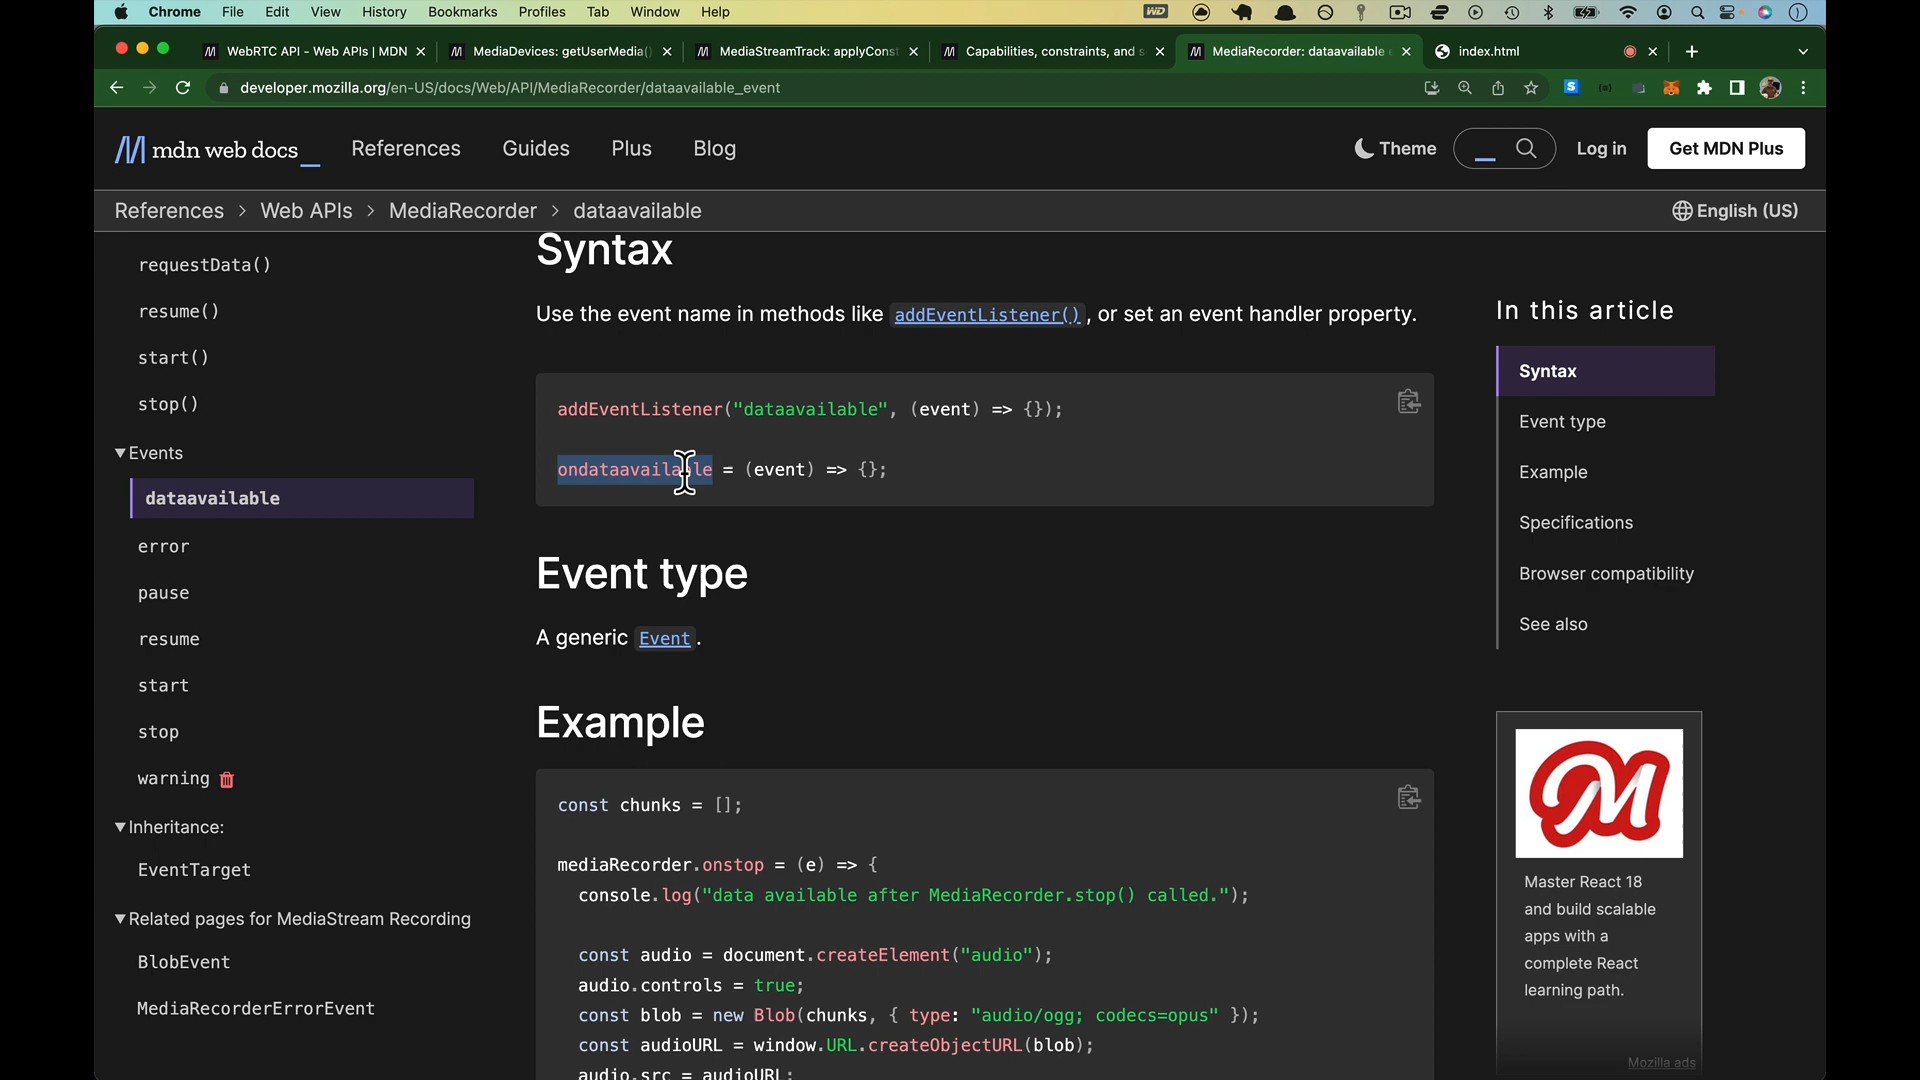 Chrome File Edit View History Bookmarks Profiles Tab Window Help
WebRTC API - Web APIs | MDN
MediaDevices: getUserMedia()
MediaStreamTrack: applyConst
Capabilities, constraints, and s
MediaRecorder: dataavailable e
index.html
developer.mozilla.org/en-US/docs/Web/API/MediaRecorder/dataavailable_event
mdn web docs_
References Guides Plus Blog
Theme
Log in
Get MDN Plus
References > Web APIs > MediaRecorder > dataavailable
English (US)
requestData()
resume()
start()
stop()
Events
dataavailable
error
pause
resume
start
stop
warning
Inheritance:
EventTarget
Related pages for MediaStream Recording
BlobEvent
MediaRecorderErrorEvent
Syntax
Use the event name in methods like addEventListener(), or set an event handler property.
addEventListener("dataavailable", (event) => {});
ondataavailable = (event) => {};
Event type
A generic Event.
Example
const chunks = [];
mediaRecorder.onstop = (e) => {
console.log("data available after MediaRecorder.stop() called.");
const audio = document.createElement("audio");
audio.controls = true;
const blob = new Blob(chunks, { type: "audio/ogg; codecs=opus" });
const audioURL = window.URL.createObjectURL(blob);
audio.src = audioURL;
In this article
Syntax
Event type
Example
Specifications
Browser compatibility
See also
Master React 18
and build scalable
apps with a
complete React
learning path.
Mozilla ads